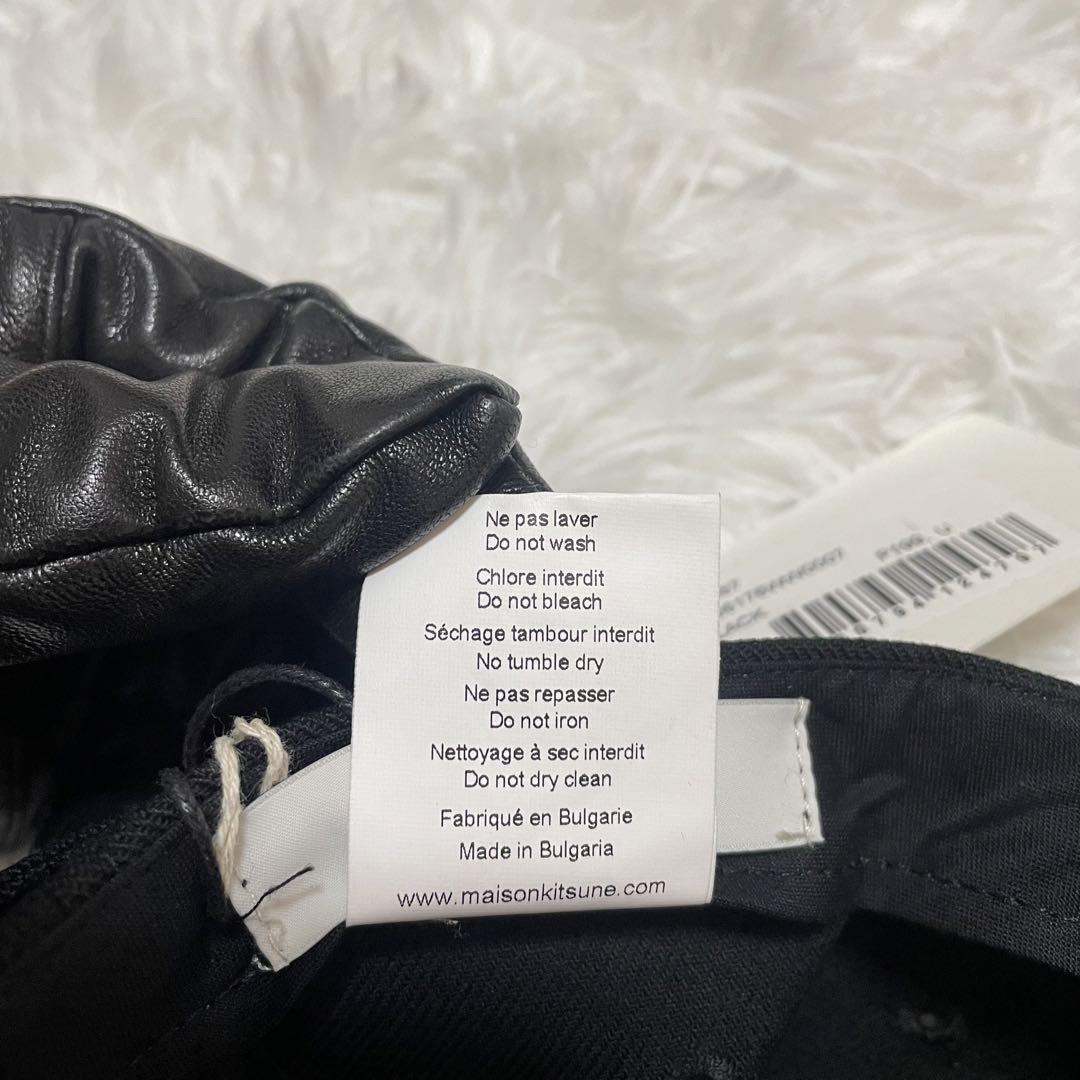 Ne pas laver
Do not wash
Chlore interdit
Do not bleach
Séchage tambour interdit
No tumble dry
Ne pas repasser
Do not iron
Nettoyage à sec interdit
Do not dry clean
Fabriqué en Bulgarie
Made in Bulgaria
www.maisonkitsune.com
P199 U